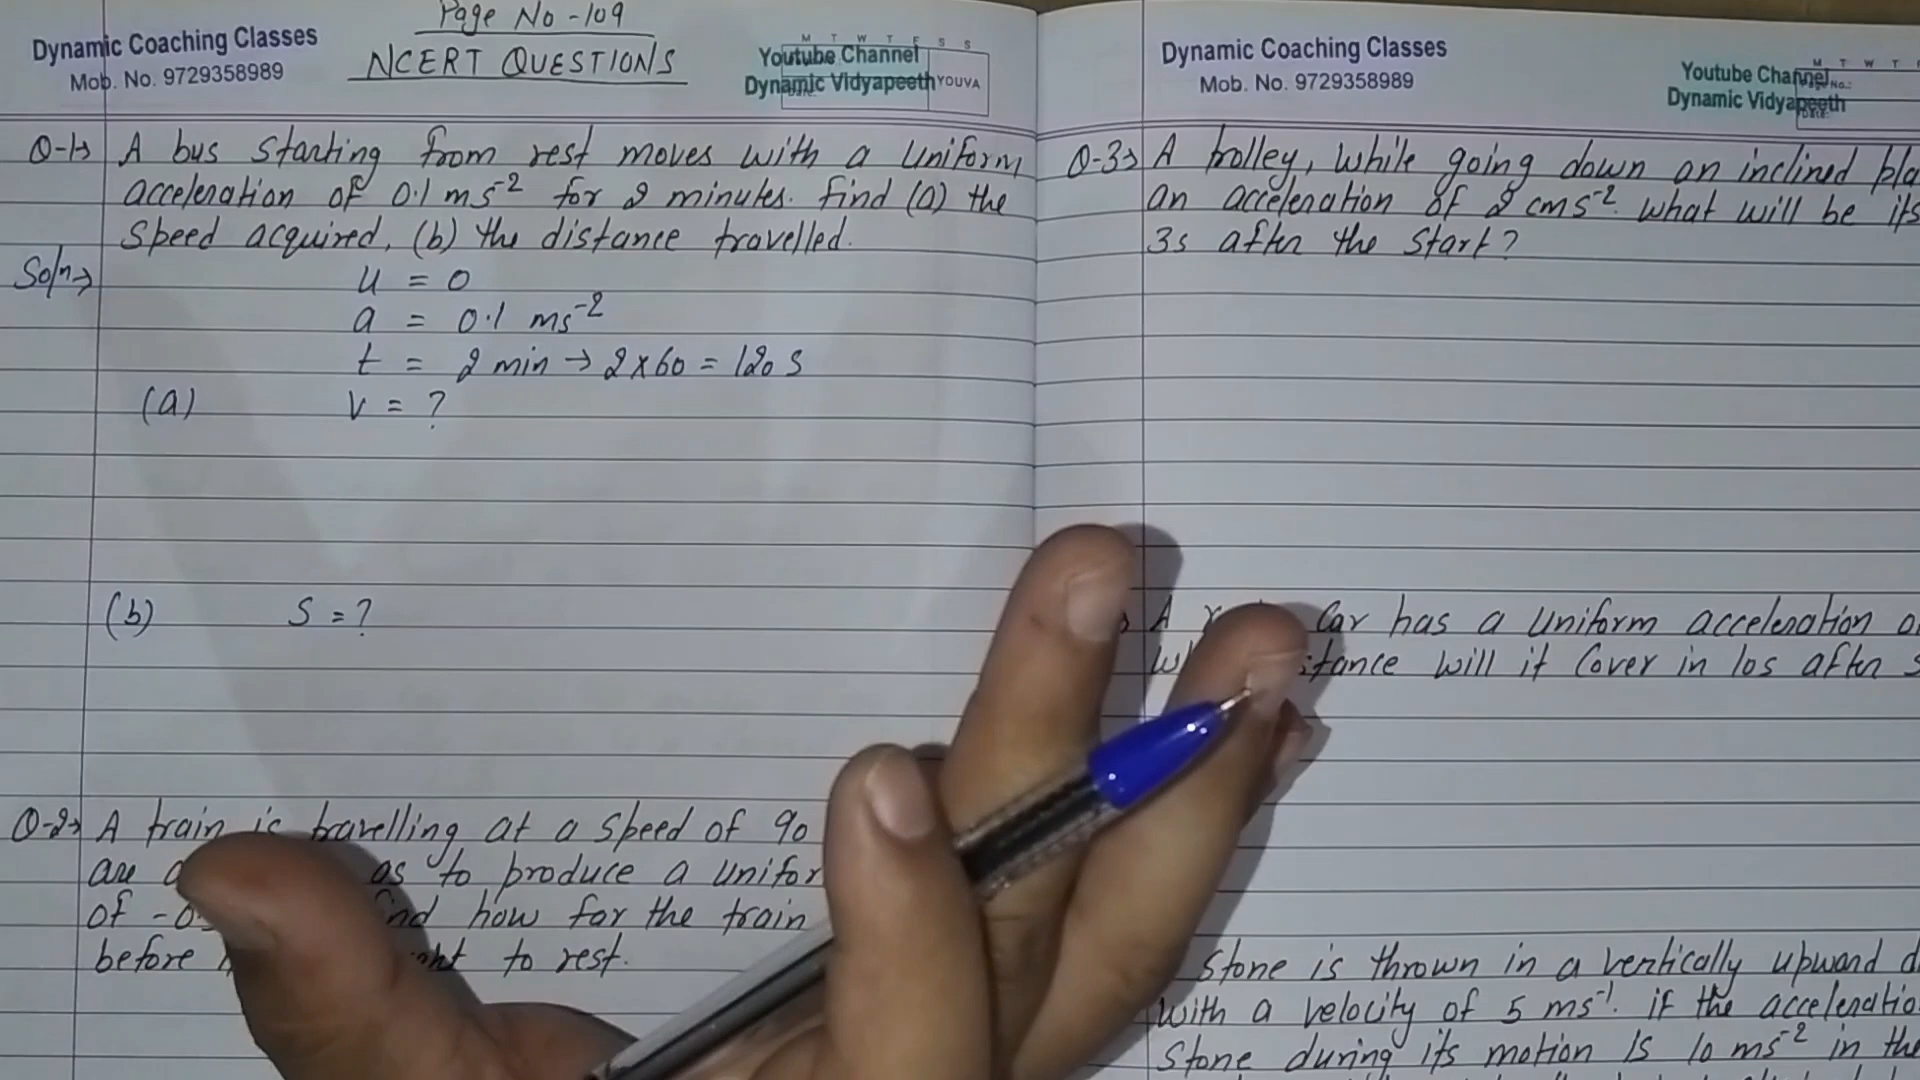 Page No - 109
NCERT QUESTIONS
Dynamic Coaching Classes
Mob. No. 9729358989
M T W T F S S
Youtube Channel
Dynamic Vidyapeeth YOUVA
Q-1→ A bus starting from rest moves with a uniform
acceleration of 0.1 ms⁻² for 2 minutes. find (a) the
speed acquired, (b) the distance travelled.
Soln→
u = 0
a = 0.1 ms⁻²
t = 2 min → 2×60 = 120 s
(a) v = ?
(b) S = ?
Q-2→ A train is travelling at a speed of 90
are as to produce a unifor
of how far the train
before to rest.
Dynamic Coaching Classes
Mob. No. 9729358989
M T W T
Youtube Channel
Dynamic Vidyapeeth
Q-3→ A trolley, while going down an inclined pla
an acceleration of 2 cms⁻². what will be its
3s after the start?
A car has a uniform acceleration o
will it cover in 10s after s
stone is thrown in a vertically upward d
with a velocity of 5 ms⁻¹. if the acceleratio
stone during its motion is 10 ms⁻² in the